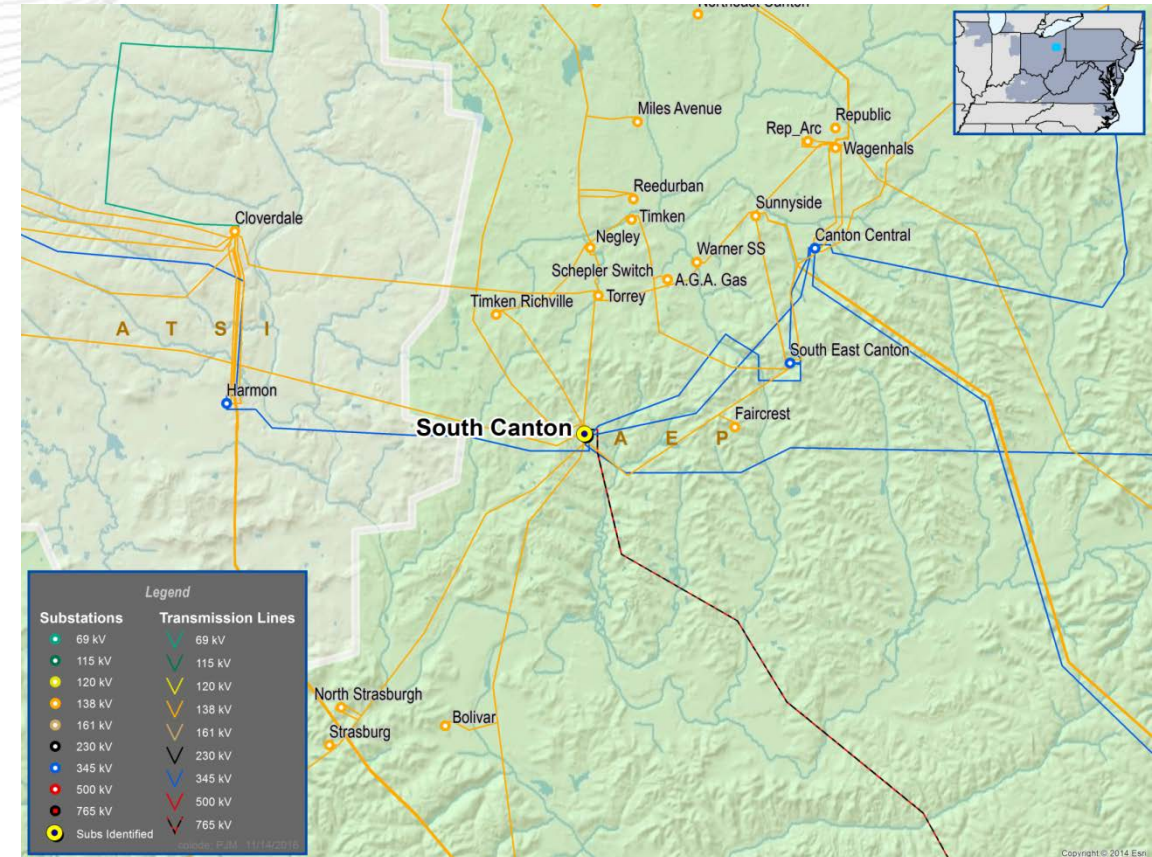 Northeast Canton
Miles Avenue
Republic
Rep_Arc
Wagenhals
Reedurban
Sunnyside
Timken
Cloverdale
Negley
Canton Central
Warner SS
Schepler Switch
A.G.A. Gas
Timken Richville
Torrey
A T S I
South East Canton
Harmon
Faircrest
South Canton
A E P
North Strasburgh
Bolivar
Strasburg
Legend
Substations Transmission Lines
69 kV 69 kV
115 kV 115 kV
120 kV 120 kV
138 kV 138 kV
161 kV 161 kV
230 kV 230 kV
345 kV 345 kV
500 kV 500 kV
765 kV 765 kV
Subs Identified
PJM 11/14/2016
Copyright © 2014 Esri